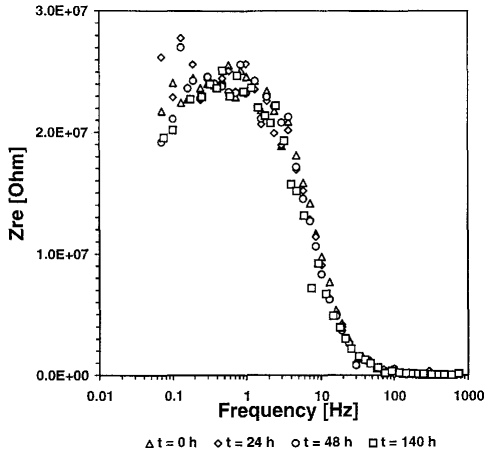 3.0E+07
2.0E+07
1.0E+07
0.0E+00
Zre [Ohm]
0.01 0.1 1 10 100 1000
Frequency [Hz]
t = 0 h t = 24 h t = 48 h t = 140 h